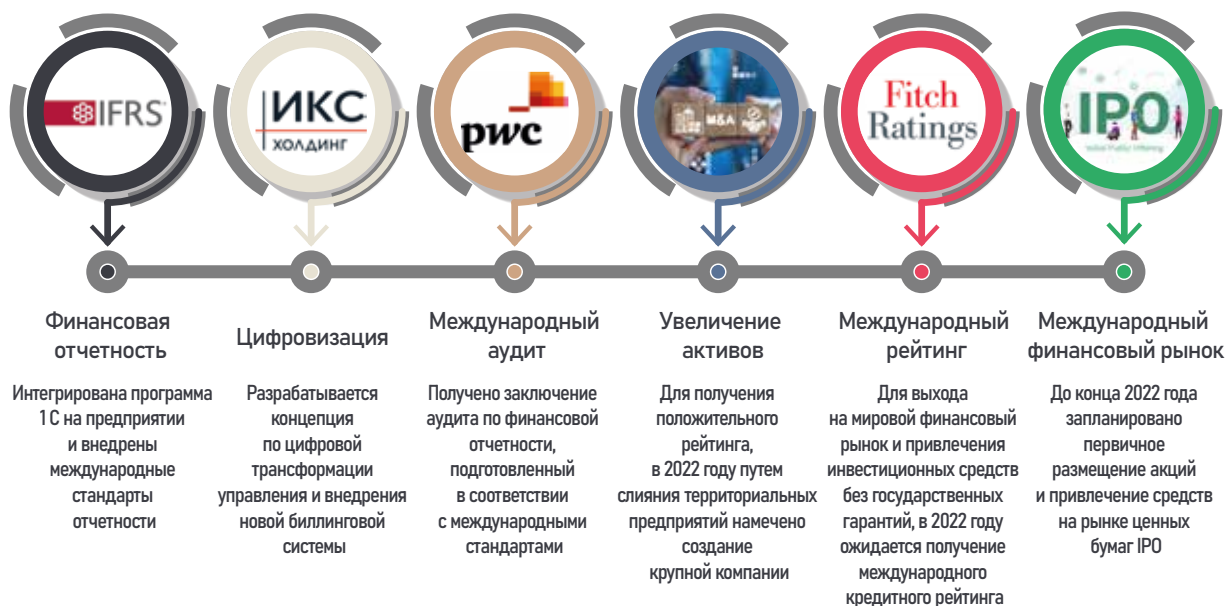 IFRS
ИКС
ХОЛДИНГ
pwc
M&A
Fitch
Ratings
IPO
Initial Public Offering
Финансовая
отчетность
Интегрирована программа
1С на предприятии
и внедрены
международные
стандарты
отчетности
Цифровизация
Разрабатывается
концепция
по цифровой
трансформации
управления и внедрения
новой биллинговой
системы
Международный
аудит
Получено заключение
аудита по финансовой
отчетности,
подготовленный
в соответствии
с международными
стандартами
Увеличение
активов
Для получения
положительного
рейтинга,
в 2022 году путем
слияния территориальных
предприятий намечено
создание
крупной компании
Международный
рейтинг
Для выхода
на мировой финансовый
рынок и привлечения
инвестиционных средств
без государственных
гарантий, в 2022 году
ожидается получение
международного
кредитного рейтинга
Международный
финансовый рынок
До конца 2022 года
запланировано
первичное
размещение акций
и привлечение средств
на рынке ценных
бумаг IPO